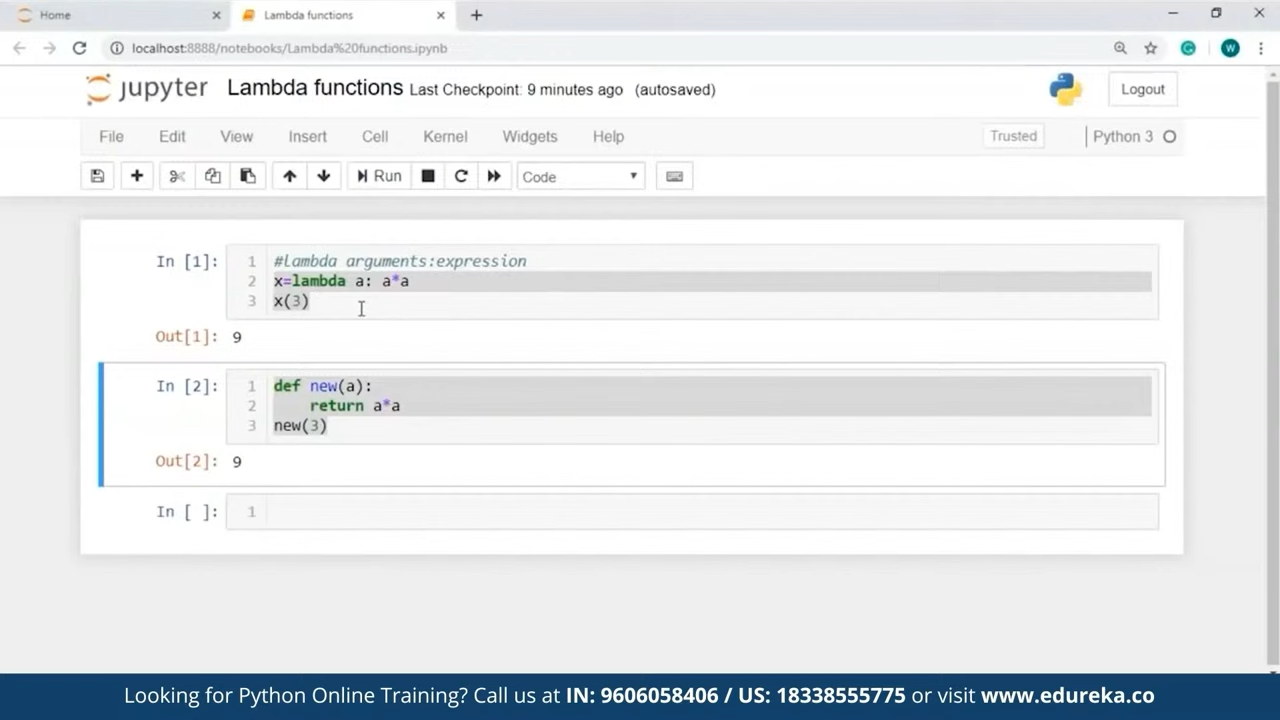 Home
Lambda functions
localhost:8888/notebooks/Lambda%20functions.ipynb
W
jupyter Lambda functions Last Checkpoint: 9 minutes ago (autosaved)
Logout
File Edit View Insert Cell Kernel Widgets Help
Trusted
Python 3
Run
Code
In [1]:
1 #lambda arguments:expression
2 x=lambda a: a*a
3 x(3)
Out[1]: 9
In [2]:
1 def new(a):
2     return a*a
3 new(3)
Out[2]: 9
In [ ]: 1
Looking for Python Online Training? Call us at IN: 9606058406 / US: 18338555775 or visit www.edureka.co